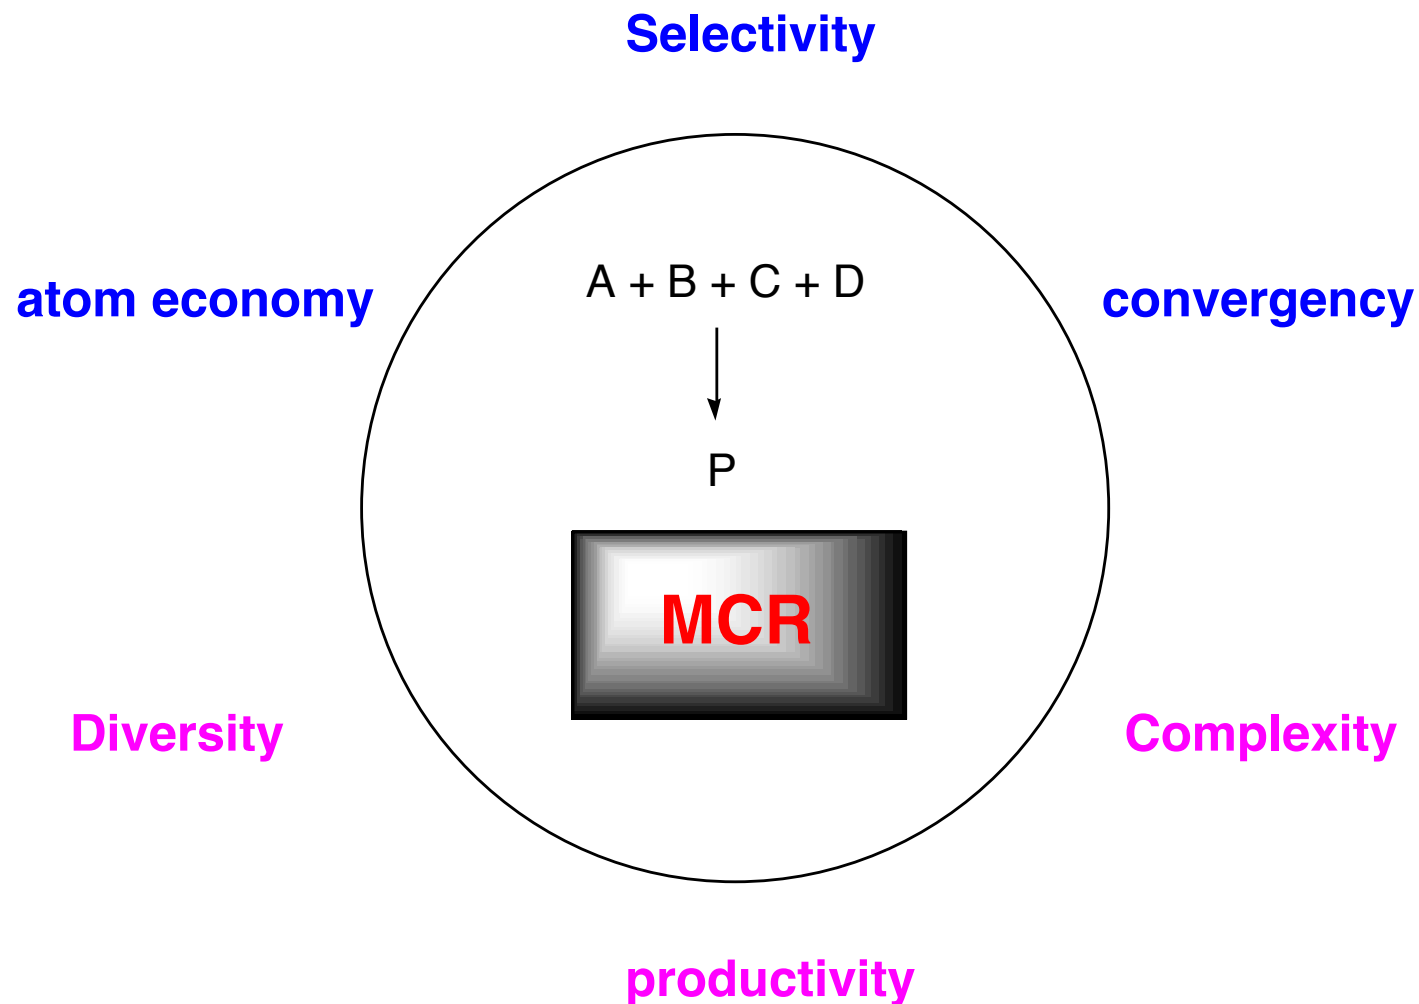 Selectivity
atom economy
A + B + C + D
convergency
P
MCR
Diversity
Complexity
productivity